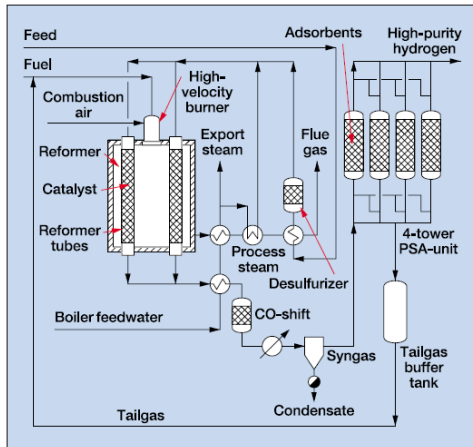 Feed
Fuel
Combustion
air
High-
velocity
burner
Adsorbents
High-purity
hydrogen
Reformer
Catalyst
Reformer
tubes
Export
steam
Flue
gas
Process
steam
Desulfurizer
4-tower
PSA-unit
Boiler feedwater
CO-shift
Syngas
Condensate
Tailgas
buffer
tank
Tailgas